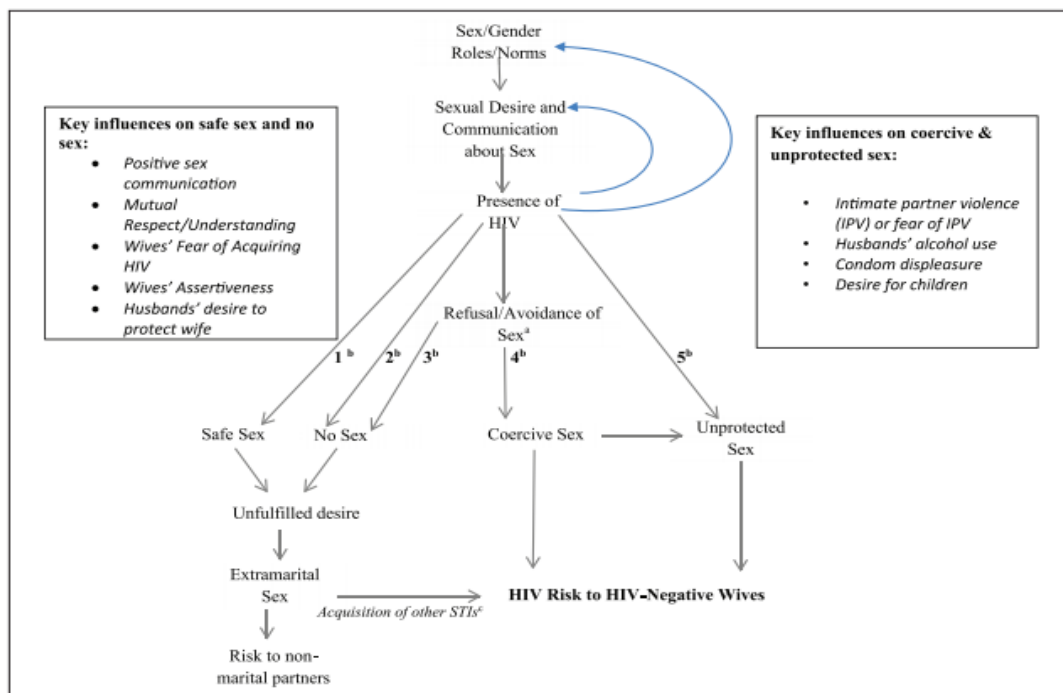 Sex/Gender
Roles/Norms
Sexual Desire and
Communication
about Sex
Key influences on safe sex and no
sex:
● Positive sex
communication
● Mutual
Respect/Understanding
● Wives' Fear of Acquiring
HIV
● Wives' Assertiveness
● Husbands' desire to
protect wife
Key influences on coercive &
unprotected sex:
• Intimate partner violence
(IPV) or fear of IPV
• Husbands' alcohol use
• Condom displeasure
• Desire for children
Presence of
HIV
Refusal/Avoidance of
Sexᵃ
1 ᵇ
2ᵇ
3ᵇ
4ᵇ
5ᵇ
Safe Sex
No Sex
Coercive Sex
Unprotected
Sex
Unfulfilled desire
Extramarital
Sex
Acquisition of other STIsᶜ
HIV Risk to HIV-Negative Wives
Risk to non-
marital partners